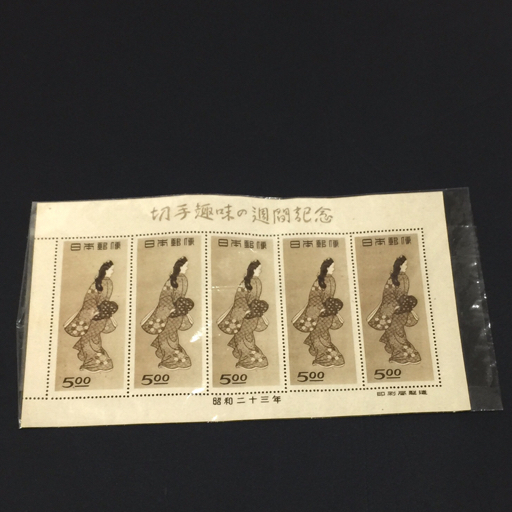 切手趣味の週間記念
日本郵便 日本郵便 日本郵便 日本郵便 日本郵便
5.00 5.00 5.00 5.00 5.00
昭和二十三年
印刷局製造